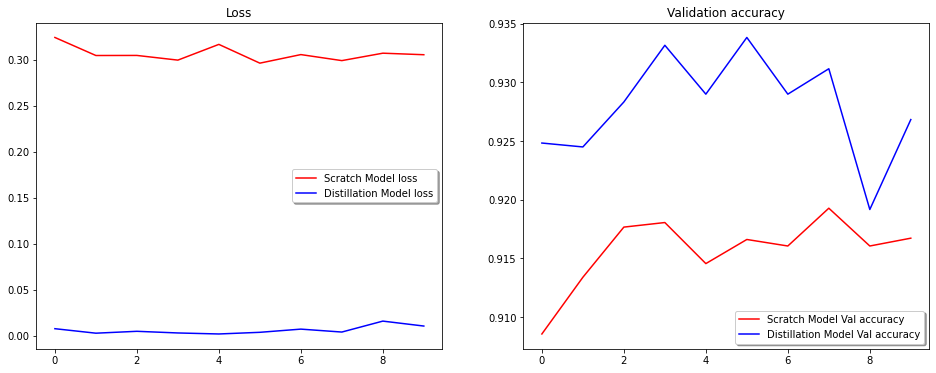 Loss
0.30
0.25
0.20
0.15
0.10
0.05
0.00
0 2 4 6 8
Scratch Model loss
Distillation Model loss
Validation accuracy
0.935
0.930
0.925
0.920
0.915
0.910
0 2 4 6 8
Scratch Model Val accuracy
Distillation Model Val accuracy